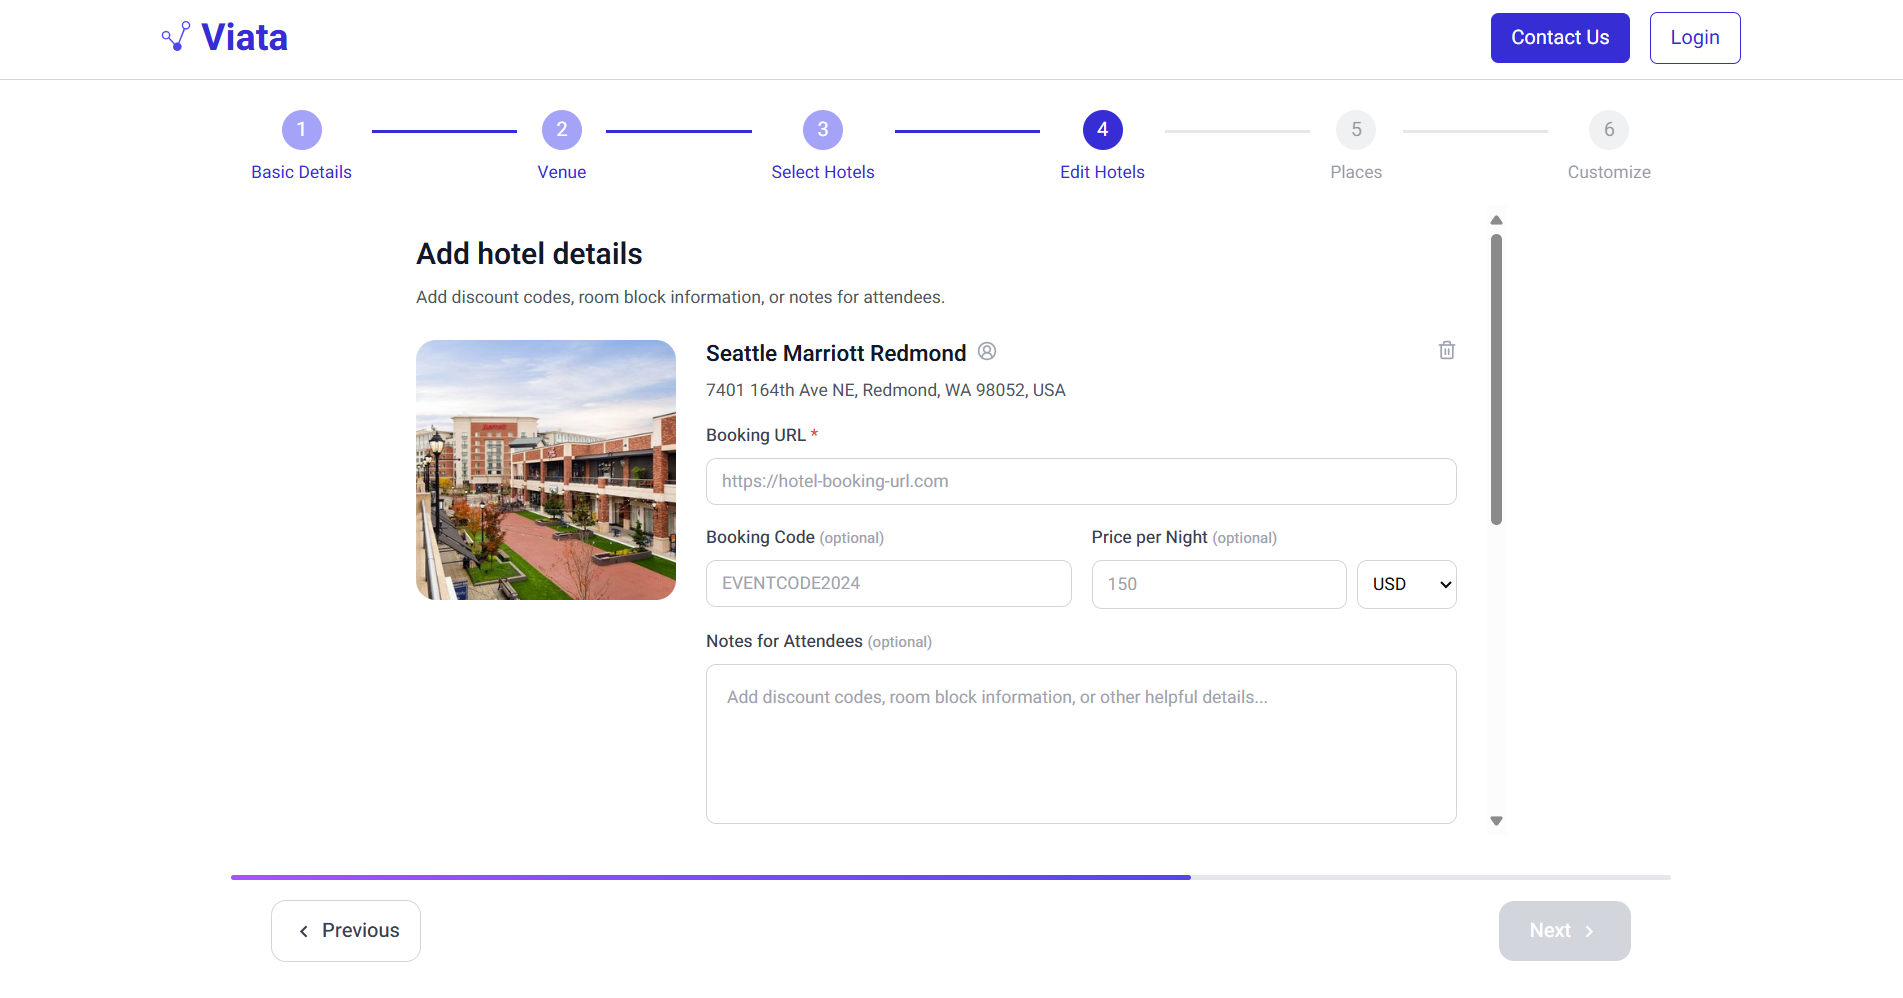 Viata
Contact Us
Login
1
2
3
4
5
6
Basic Details
Venue
Select Hotels
Edit Hotels
Places
Customize
Add hotel details
Add discount codes, room block information, or notes for attendees.
Seattle Marriott Redmond
7401 164th Ave NE, Redmond, WA 98052, USA
Booking URL *
https://hotel-booking-url.com
Booking Code (optional)
Price per Night (optional)
EVENTCODE2024
150
USD
Notes for Attendees (optional)
Add discount codes, room block information, or other helpful details...
Previous
Next